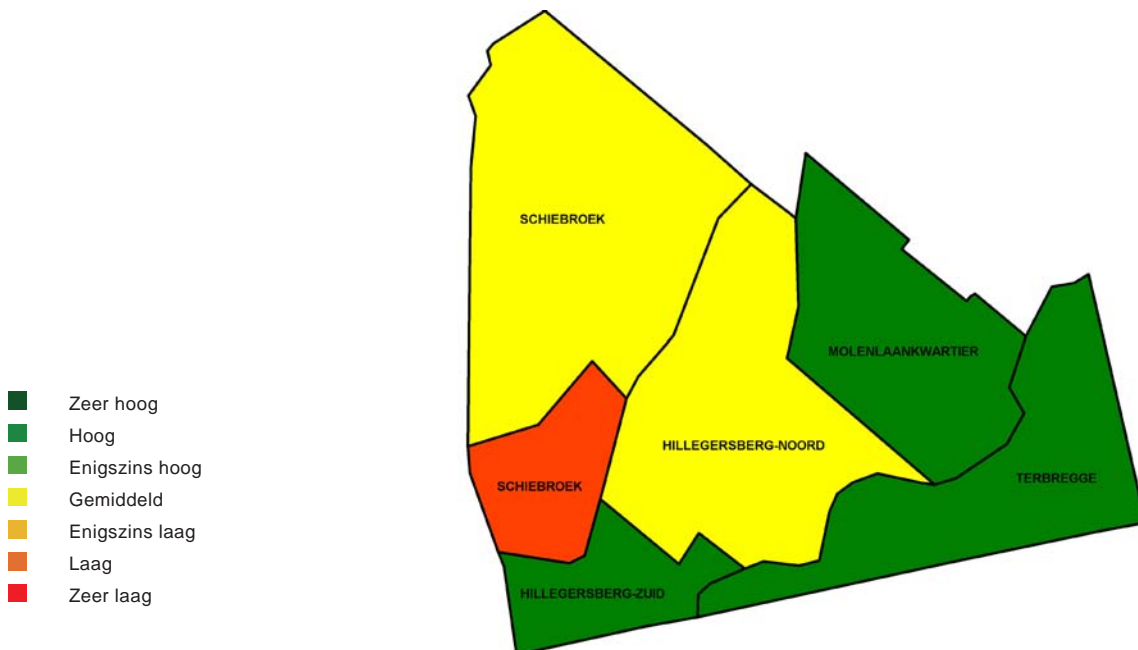 SCHIEBROEK
MOLENLAANKWARTIER
HILLEGERSBERG-NOORD
SCHIEBROEK
TERBREGGE
HILLEGERSBERG-ZUID
Zeer hoog
Hoog
Enigszins hoog
Gemiddeld
Enigszins laag
Laag
Zeer laag